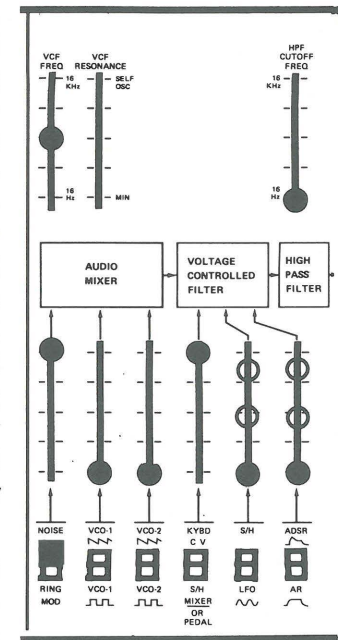 VCF
FREQ
VCF
RESONANCE
HPF
CUTOFF
FREQ
16
KHz
SELF
OSC
16
KHz
16
Hz
MIN
16
Hz
AUDIO
MIXER
VOLTAGE
CONTROLLED
FILTER
HIGH
PASS
FILTER
NOISE
VCO-1
VCO-2
KYBD
C V
S/H
ADSR
RING
MOD
VCO-1
VCO-2
S/H
MIXER
OR
PEDAL
LFO
AR